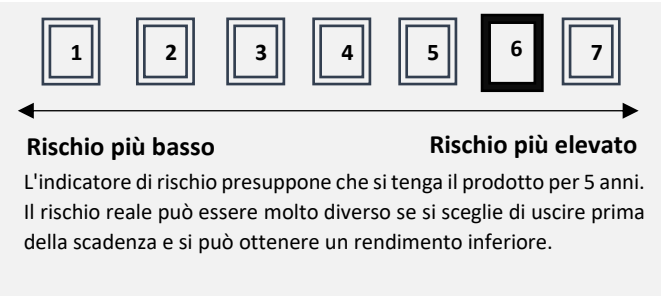 1 2 3 4 5 6 7
Rischio più basso Rischio più elevato
L'indicatore di rischio presuppone che si tenga il prodotto per 5 anni.
Il rischio reale può essere molto diverso se si sceglie di uscire prima
della scadenza e si può ottenere un rendimento inferiore.